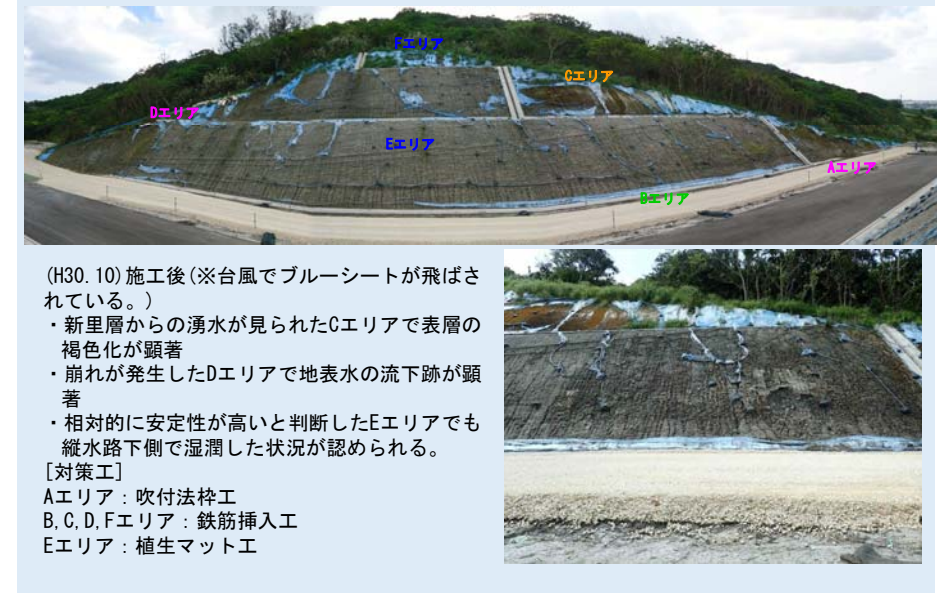 Fエリア
Cエリア
Dエリア
Eエリア
Aエリア
Bエリア
(H30.10)施工後(※台風でブルーシートが飛ばさ
れている。)
・新里層からの湧水が見られたCエリアで表層の
褐色化が顕著
・崩れが発生したDエリアで地表水の流下跡が顕
著
・相対的に安定性が高いと判断したEエリアでも
縦水路下側で湿潤した状況が認められる。
[対策工]
Aエリア：吹付法枠工
B,C,D,Fエリア：鉄筋挿入工
Eエリア：植生マット工